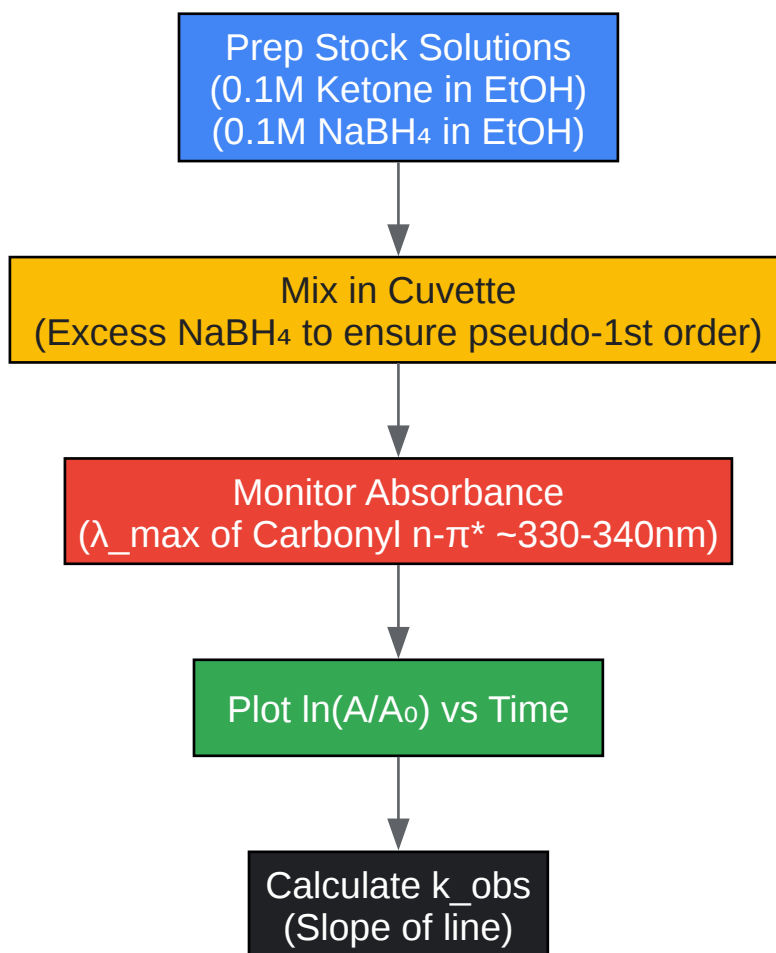 Prep Stock Solutions
(0.1M Ketone in EtOH)
(0.1M NaBH₄ in EtOH)
Mix in Cuvette
(Excess NaBH₄ to ensure pseudo-1st order)
Monitor Absorbance
(λ_max of Carbonyl n-π* ~330-340nm)
Plot ln(A/A₀) vs Time
Calculate k_obs
(Slope of line)